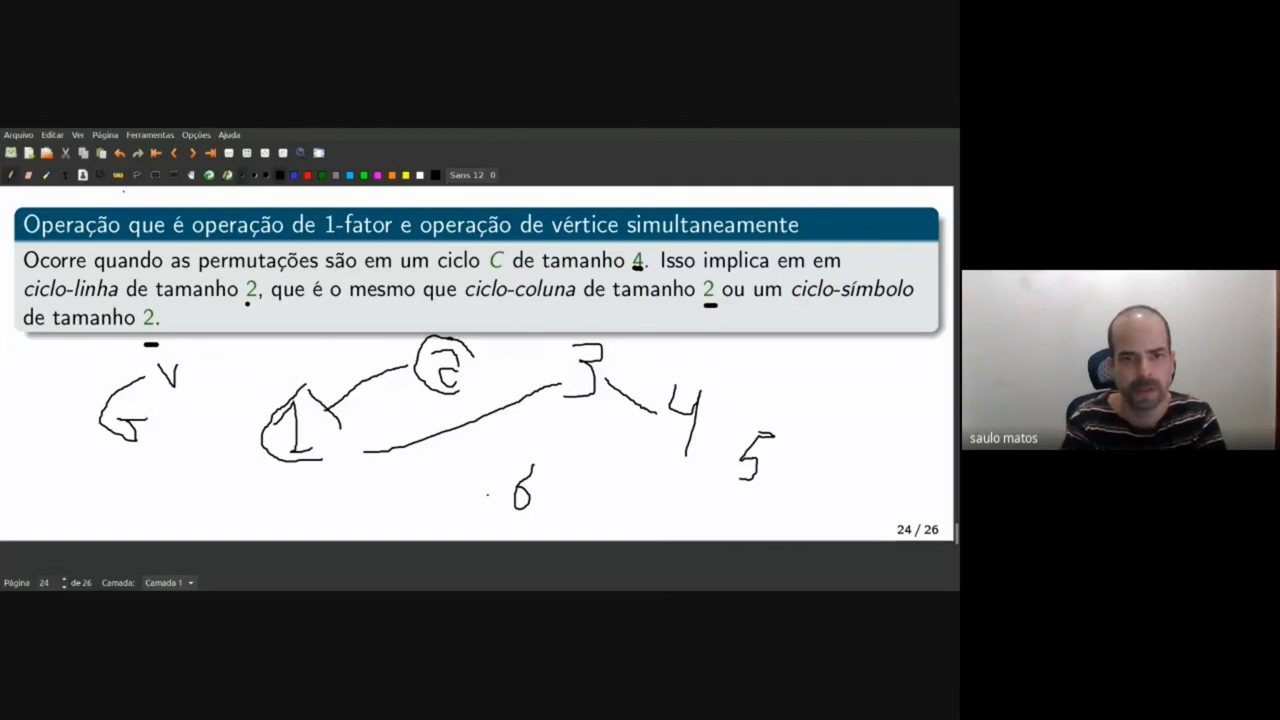 Arquivo Editar Ver Página Ferramentas Opções Ajuda
Sans 12
Operação que é operação de 1-fator e operação de vértice simultaneamente
Ocorre quando as permutações são em um ciclo C de tamanho 4. Isso implica em em
ciclo-linha de tamanho 2, que é o mesmo que ciclo-coluna de tamanho 2 ou um ciclo-símbolo
de tamanho 2.
v
1
2
3
4
5
6
24 / 26
Página 24 de 26 Camada: Camada 1
saulo matos